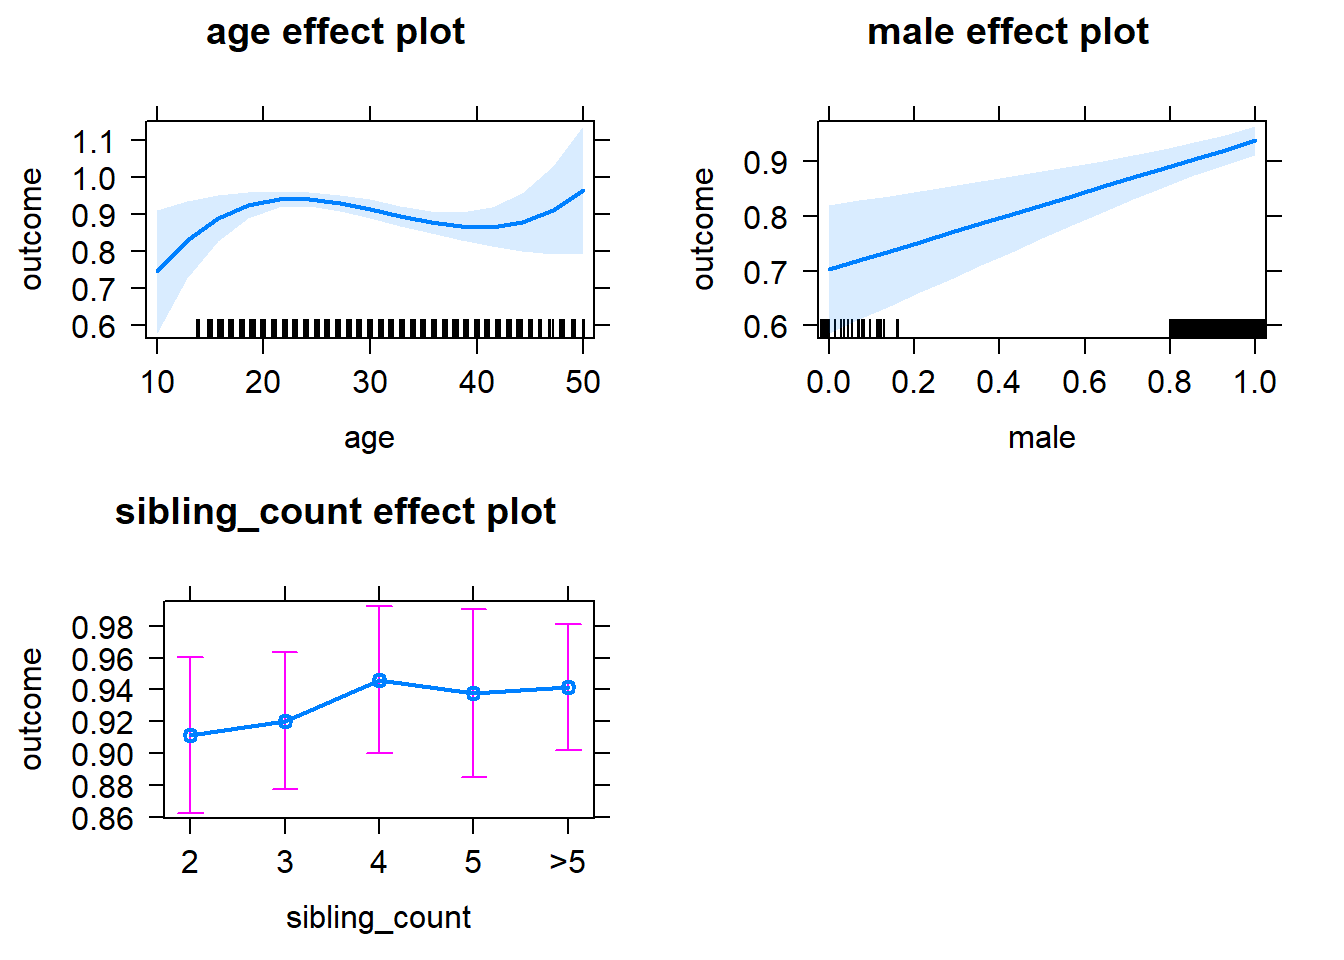 age effect plot
outcome
1.1
1.0
0.9
0.8
0.7
0.6
10 20 30 40 50
age
male effect plot
outcome
0.9
0.8
0.7
0.6
0.0 0.2 0.4 0.6 0.8 1.0
male
sibling_count effect plot
outcome
0.98
0.96
0.94
0.92
0.90
0.88
0.86
2 3 4 5 >5
sibling_count